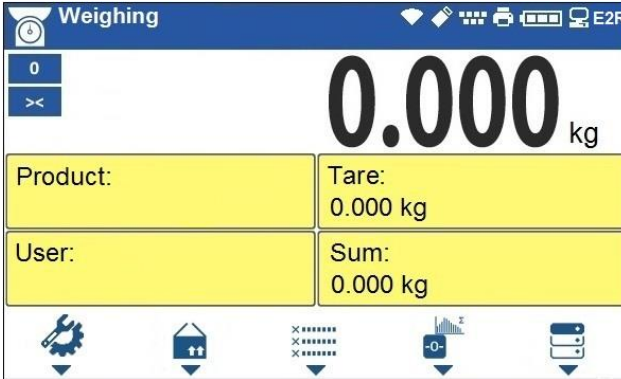 Weighing
E2R
0
><
0.000 kg
Product:
Tare:
0.000 kg
User:
Sum:
0.000 kg
Σ
-0-